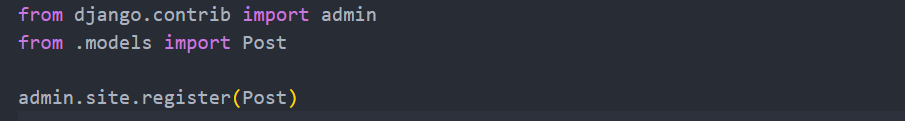 from django.contrib import admin
from .models import Post
admin.site.register(Post)